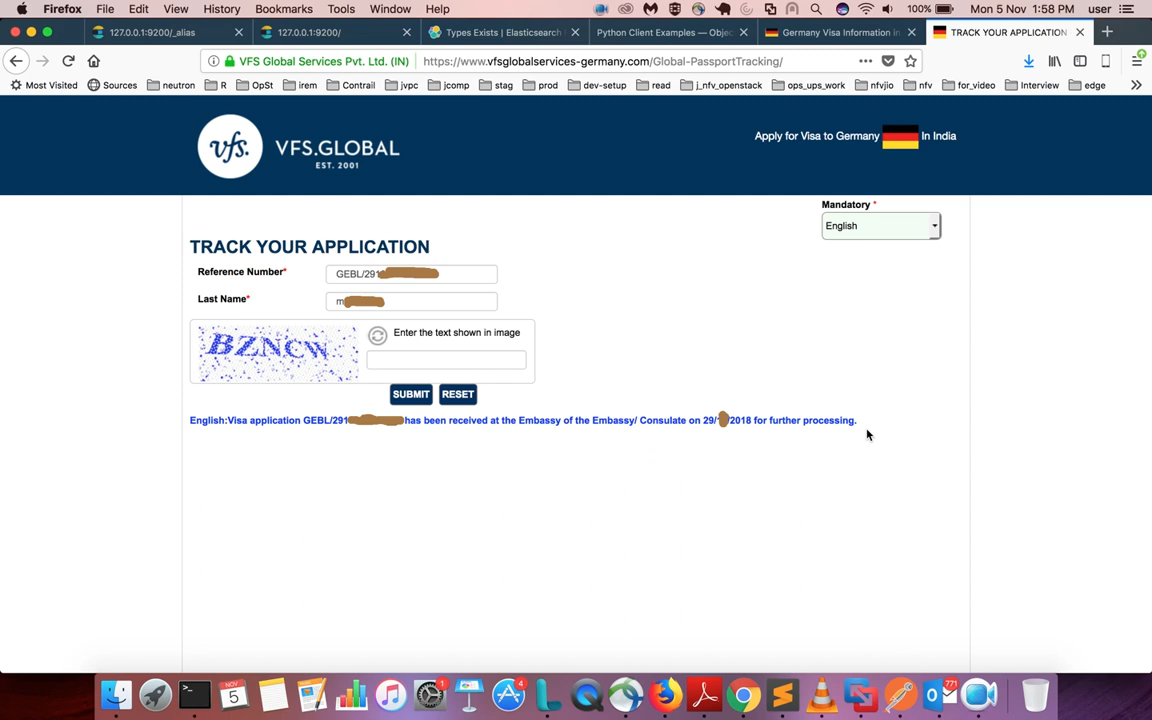 Firefox File Edit View History Bookmarks Tools Window Help 100% Mon 5 Nov 1:58 PM user
127.0.0.1:9200/_alias 127.0.0.1:9200/ Types Exists | Elasticsearch Python Client Examples — Objec Germany Visa Information in TRACK YOUR APPLICATION
VFS Global Services Pvt. Ltd. (IN) https://www.vfsglobalservices-germany.com/Global-PassportTracking/
Most Visited Sources neutron R OpSt irem Contrail jvpc jcomp stag prod dev-setup read j_nfv_openstack ops_ups_work nfvjio nfv for_video Interview edge
vfs. VFS.GLOBAL
EST. 2001
Apply for Visa to Germany In India
Mandatory *
English
TRACK YOUR APPLICATION
Reference Number* GEBL/291
Last Name* m
BZNCW
Enter the text shown in image
SUBMIT RESET
English:Visa application GEBL/291 has been received at the Embassy of the Embassy/ Consulate on 29/ 2018 for further processing.
NOV
5
1
4
771